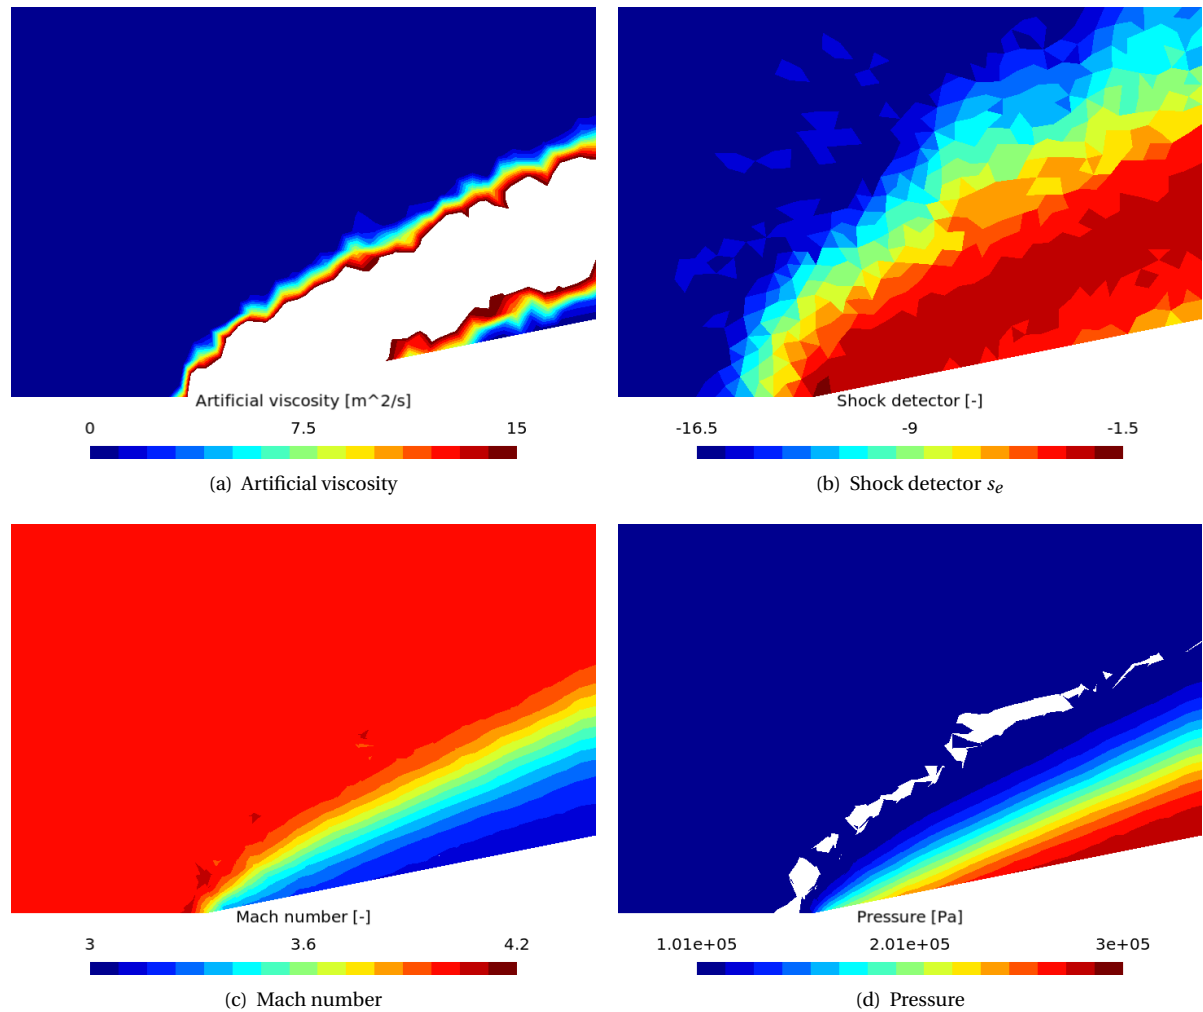 Artificial viscosity [m^2/s]
0 7.5 15
(a) Artificial viscosity
Shock detector [-]
-16.5 -9 -1.5
(b) Shock detector sₑ
Mach number [-]
3 3.6 4.2
(c) Mach number
Pressure [Pa]
1.01e+05 2.01e+05 3e+05
(d) Pressure